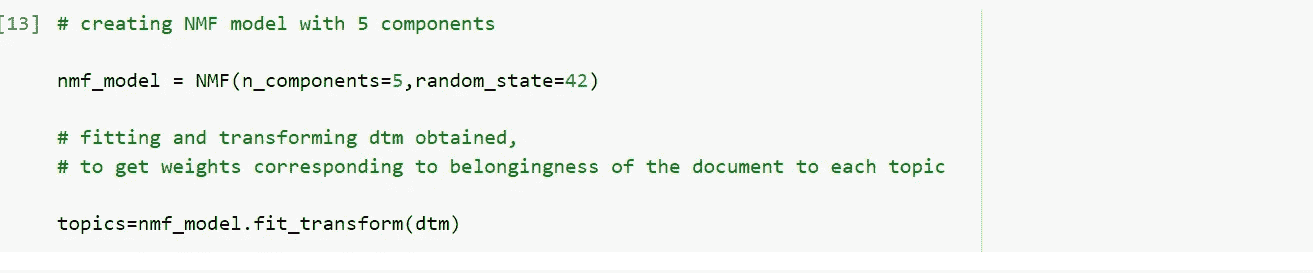 [13] # creating NMF model with 5 components
nmf_model = NMF(n_components=5,random_state=42)
# fitting and transforming dtm obtained,
# to get weights corresponding to belongingness of the document to each topic
topics=nmf_model.fit_transform(dtm)